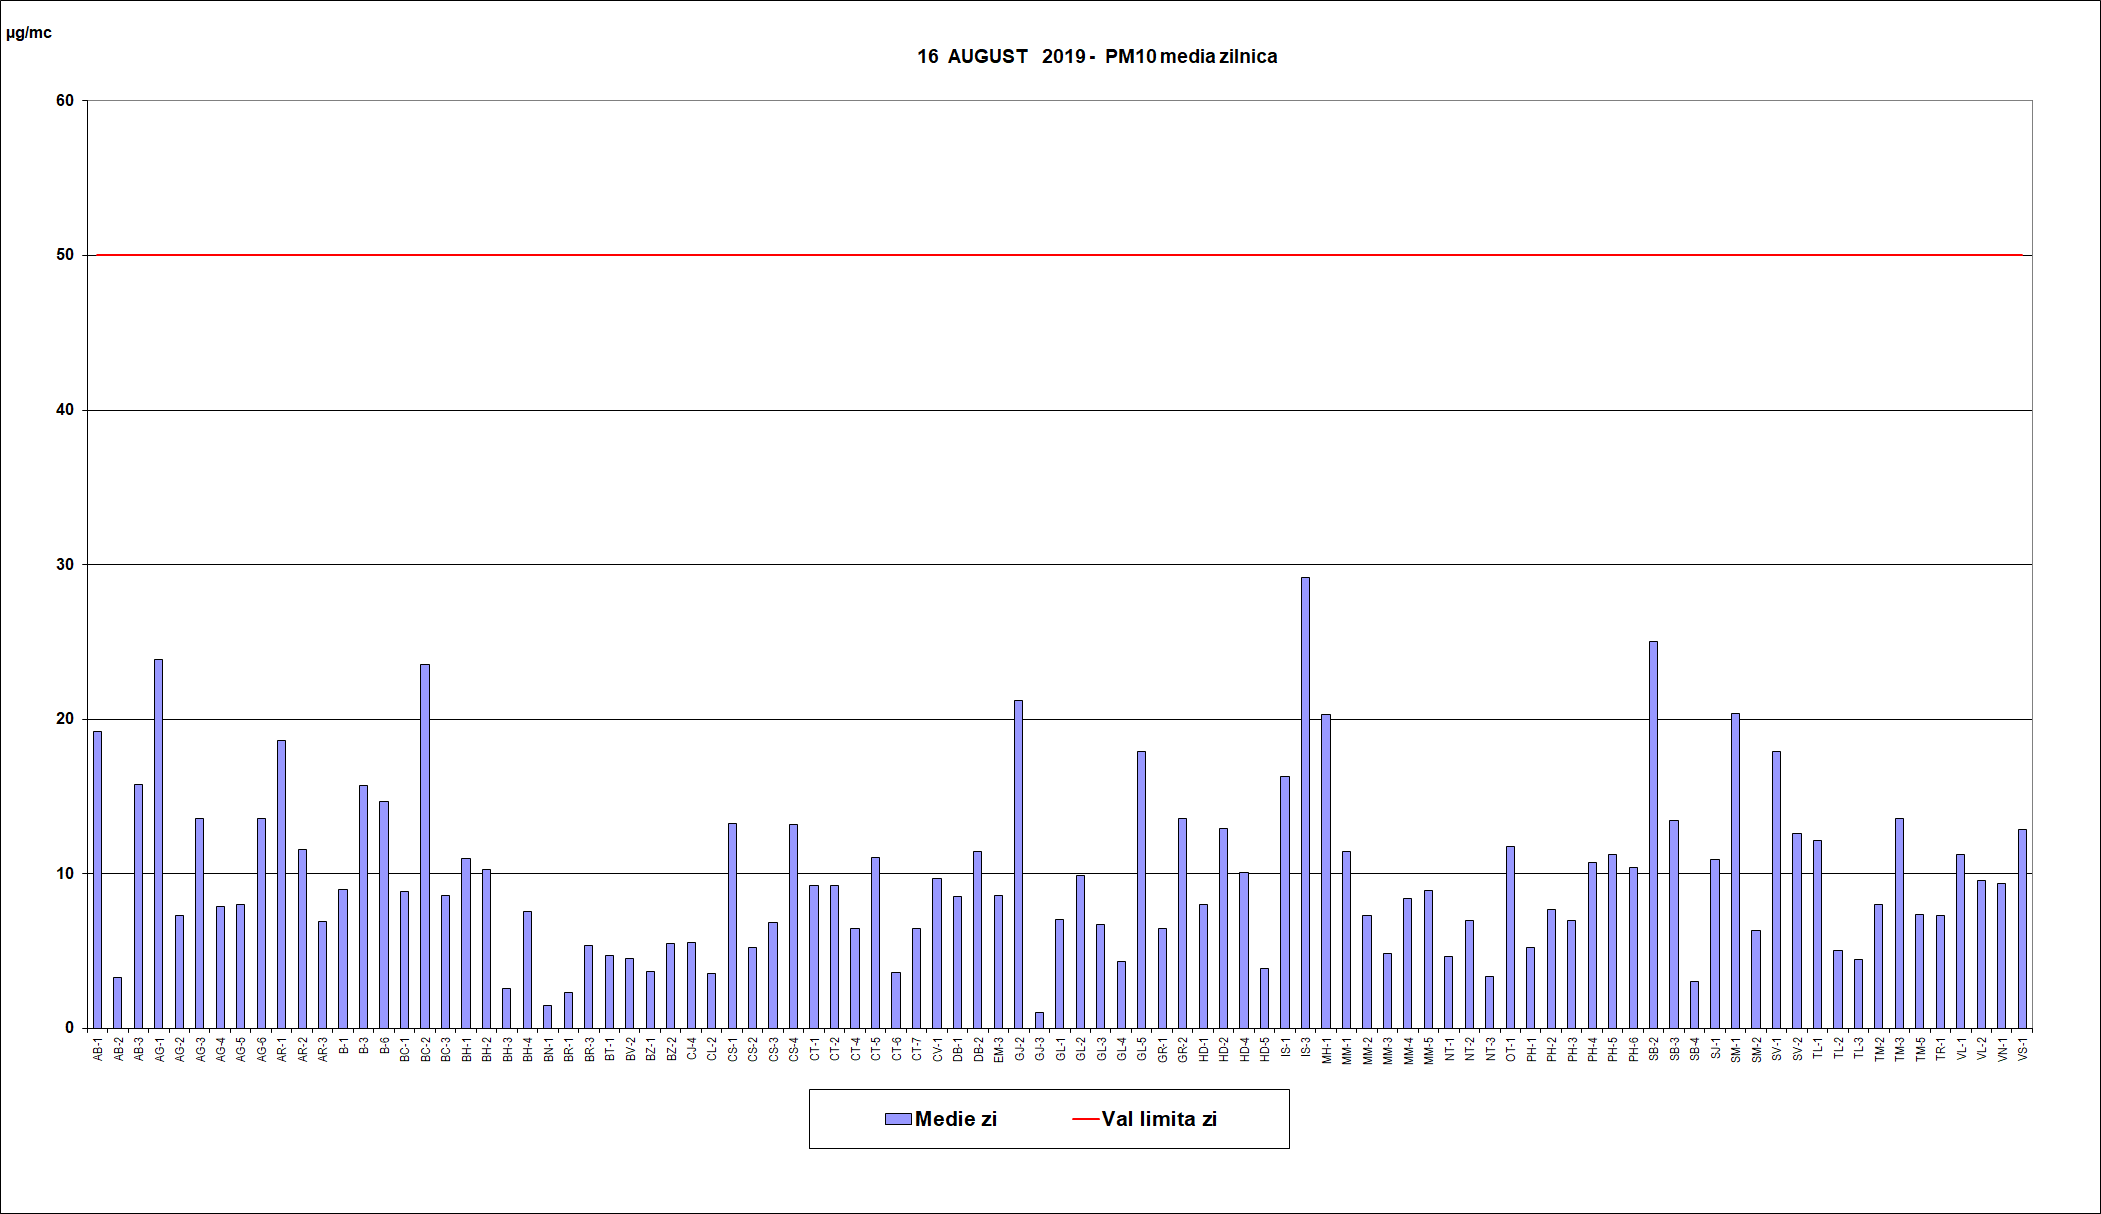 µg/mc
16 AUGUST 2019 - PM10 media zilnica
60
50
40
30
20
10
0
AB-1 AB-2 AB-3 AG-1 AG-2 AG-3 AG-4 AG-5 AG-6 AR-1 AR-2 AR-3 B-1 B-3 B-6 BC-1 BC-2 BC-3 BH-1 BH-2 BH-3 BH-4 BN-1 BR-1 BR-3 BT-1 BV-2 BZ-1 BZ-2 CJ-4 CL-2 CS-1 CS-2 CS-3 CS-4 CT-1 CT-2 CT-4 CT-5 CT-6 CT-7 CV-1 DB-1 DB-2 EM-3 GJ-2 GJ-3 GL-1 GL-2 GL-3 GL-4 GL-5 GR-1 GR-2 HD-1 HD-2 HD-4 HD-5 IS-1 IS-3 MH-1 MM-1 MM-2 MM-3 MM-4 MM-5 NT-1 NT-2 NT-3 OT-1 PH-1 PH-2 PH-3 PH-4 PH-5 PH-6 SB-2 SB-3 SB-4 SJ-1 SM-1 SM-2 SV-1 SV-2 TL-1 TL-2 TL-3 TM-2 TM-3 TM-5 TR-1 VL-1 VL-2 VN-1 VS-1
Medie zi Val limita zi